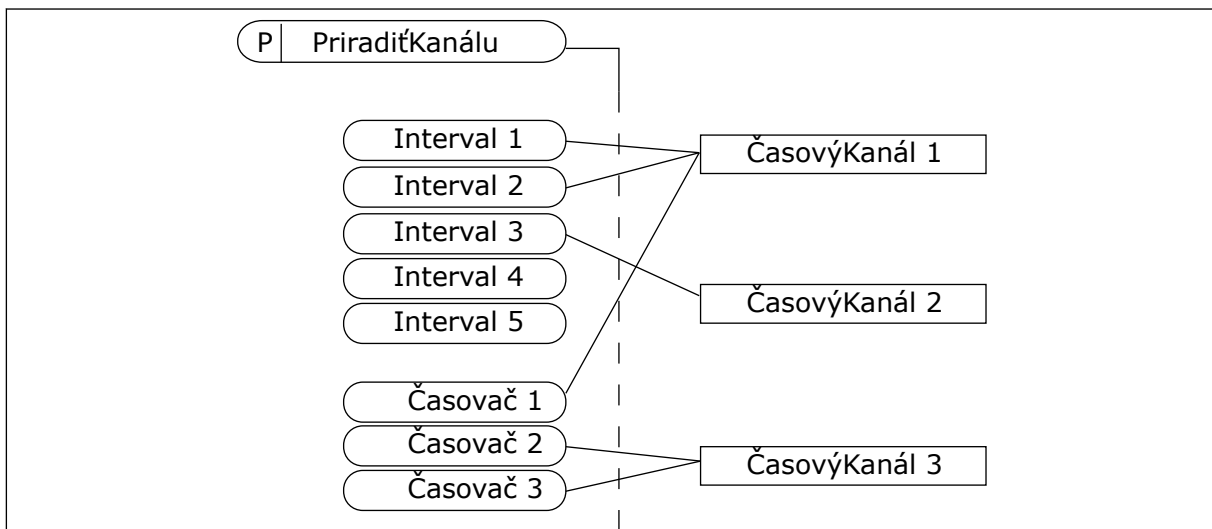 P PriradiťKanálu
Interval 1
Interval 2
Interval 3
Interval 4
Interval 5
Časovač 1
Časovač 2
Časovač 3
ČasovýKanál 1
ČasovýKanál 2
ČasovýKanál 3